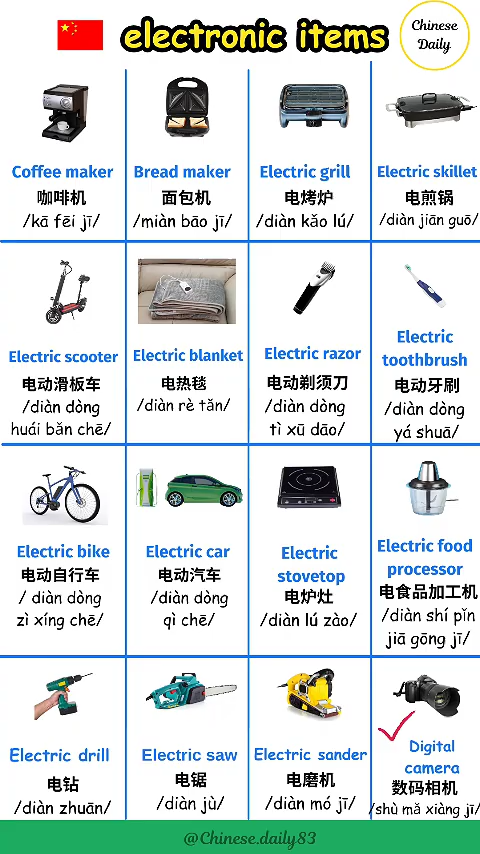 electronic items
Chinese
Daily
Coffee maker
咖啡机
/kā fēi jī/
Bread maker
面包机
/miàn bāo jī/
Electric grill
电烤炉
/diàn kǎo lú/
Electric skillet
电煎锅
/diàn jiān guō/
Electric scooter
电动滑板车
/diàn dòng
huái bǎn chē/
Electric blanket
电热毯
/diàn rè tǎn/
Electric razor
电动剃须刀
/diàn dòng
tì xū dāo/
Electric
toothbrush
电动牙刷
/diàn dòng
yá shuā/
Electric bike
电动自行车
/ diàn dòng
zì xíng chē/
Electric car
电动汽车
/diàn dòng
qì chē/
Electric
stovetop
电炉灶
/diàn lú zào/
Electric food
processor
电食品加工机
/diàn shí pǐn
jiā gōng jī/
Electric drill
电钻
/diàn zhuān/
Electric saw
电锯
/diàn jù/
Electric sander
电磨机
/diàn mó jī/
Digital
camera
数码相机
/shù mǎ xiàng jī/
@Chinese.daily83